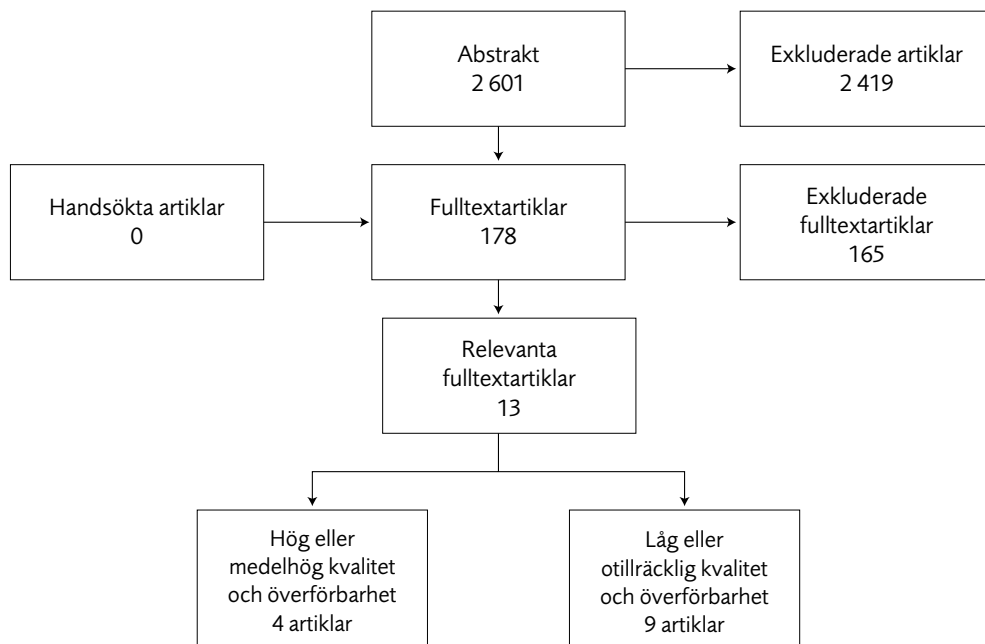 Abstrakt
2 601
Exkluderade artiklar
2 419
Handsökta artiklar
0
Fulltextartiklar
178
Exkluderade
fulltextartiklar
165
Relevanta
fulltextartiklar
13
Hög eller
medelhög kvalitet
och överförbarhet
4 artiklar
Låg eller
otillräcklig kvalitet
och överförbarhet
9 artiklar